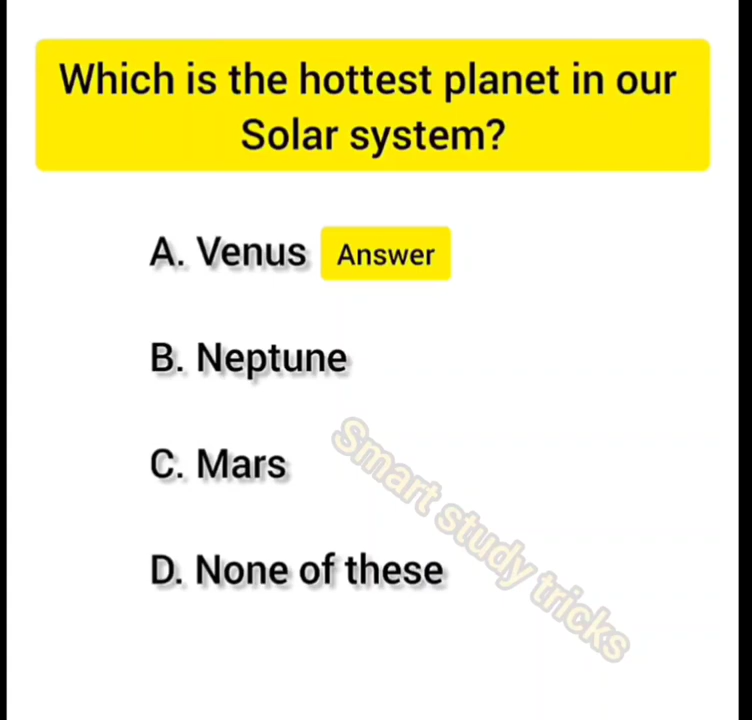 Which is the hottest planet in our
Solar system?
A. Venus Answer
B. Neptune
C. Mars
D. None of these
Smart study tricks